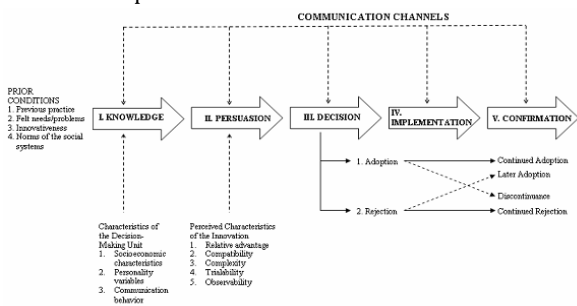 COMMUNICATION CHANNELS
PRIOR
CONDITIONS
1. Previous practice
2. Felt needs/problems
3. Innovativeness
4. Norms of the social
systems
I. KNOWLEDGE
II. PERSUASION
III. DECISION
IV.
IMPLEMENTATION
V. CONFIRMATION
1. Adoption
2. Rejection
Continued Adoption
Later Adoption
Discontinuance
Continued Rejection
Characteristics of
the Decision-
Making Unit
1. Socioeconomic
characteristics
2. Personality
variables
3. Communication
behavior
Perceived Characteristics
of the Innovation
1. Relative advantage
2. Compatibility
3. Complexity
4. Trialability
5. Observability